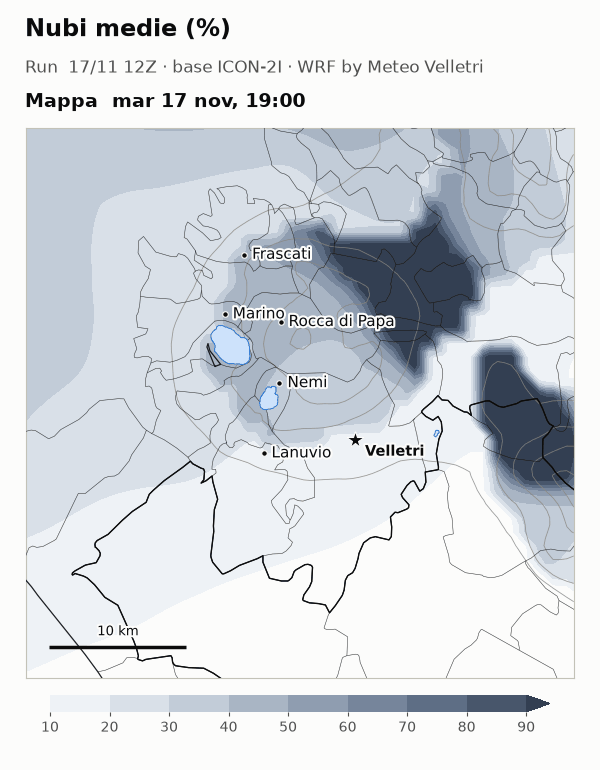 Nubi medie (%)
Run  17/11 12Z · base ICON-2I · WRF by Meteo Velletri
Mappa  mar 17 nov, 19:00
Frascati
Marino
Rocca di Papa
Nemi
Velletri
Lanuvio
10 km
10 20 30 40 50 60 70 80 90